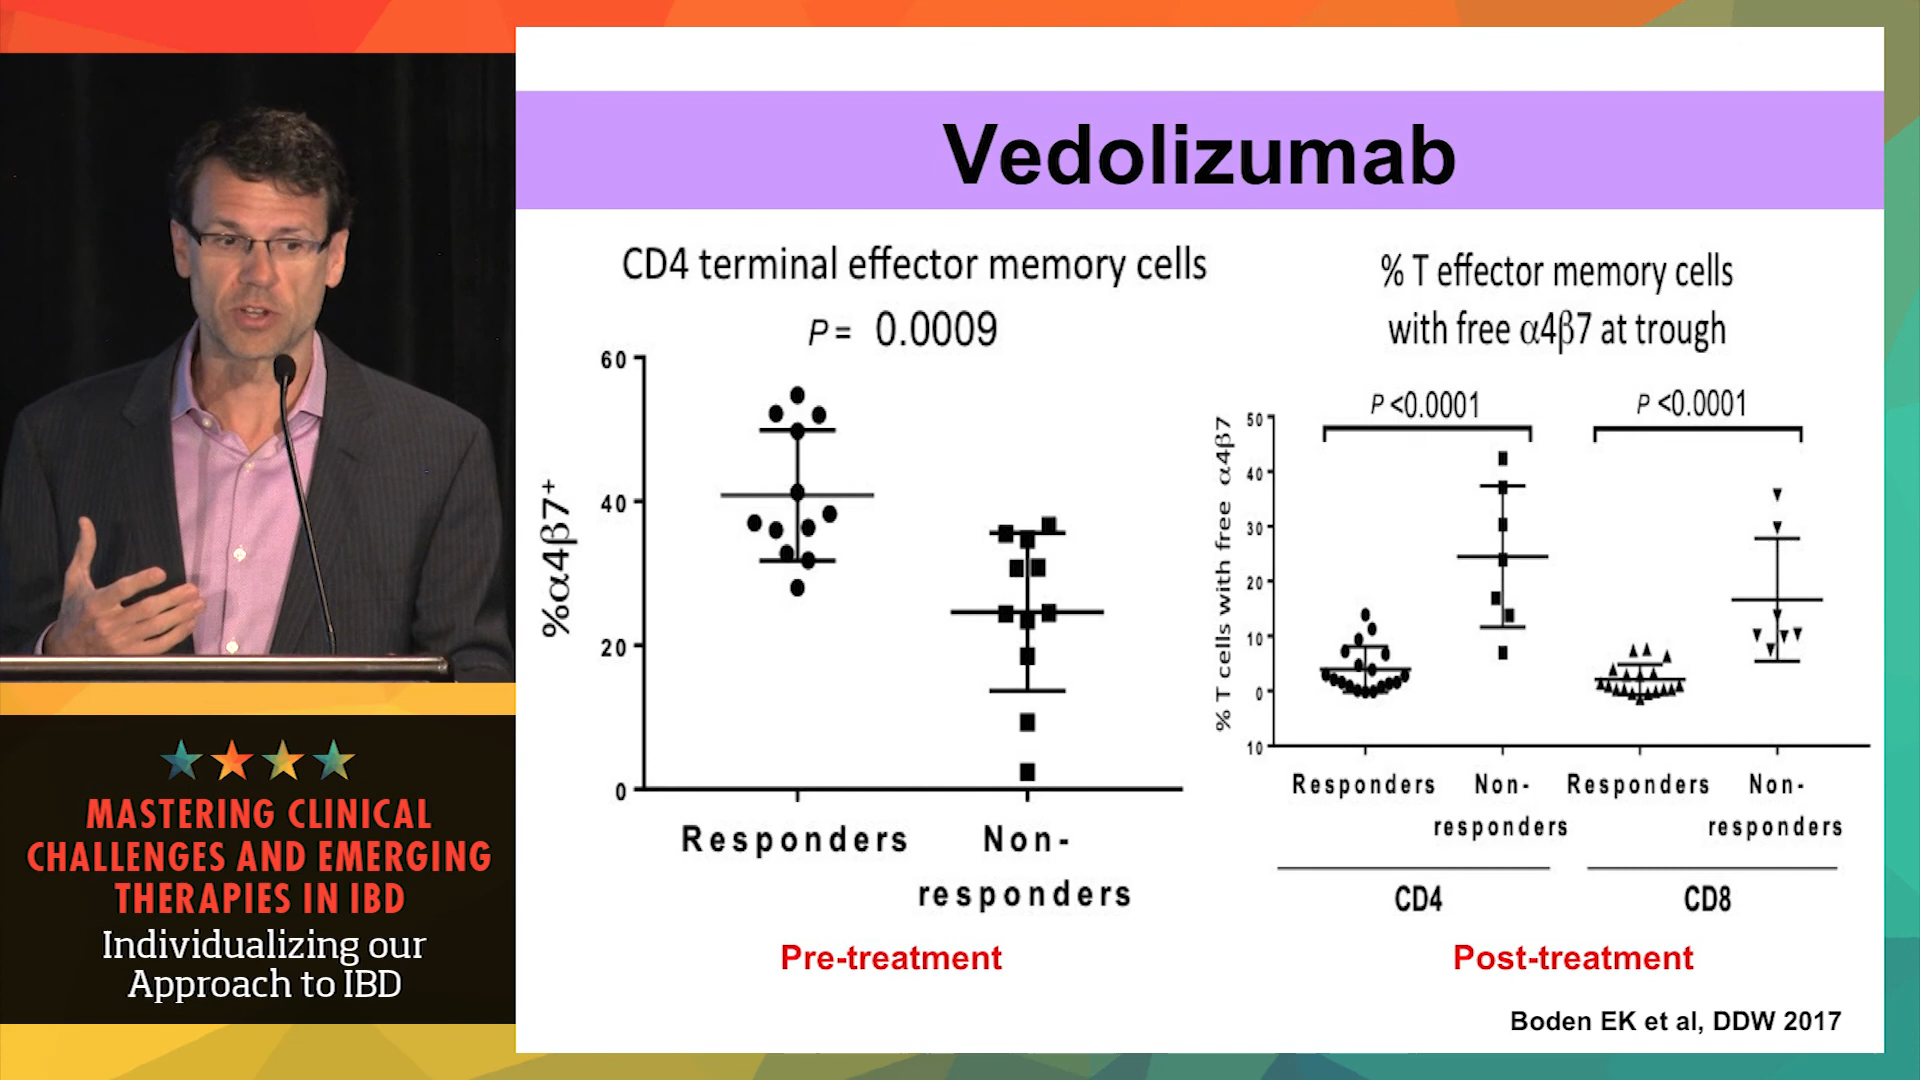 Vedolizumab
CD4 terminal effector memory cells
P = 0.0009
60
40
20
0
%α4β7+
Responders
Non-
responders
Pre-treatment
% T effector memory cells
with free α4β7 at trough
P <0.0001
P <0.0001
50
40
30
20
10
0
10
% T cells with free α4β7
Responders
Non-
responders
Responders
Non-
responders
CD4
CD8
Post-treatment
Boden EK et al, DDW 2017
MASTERING CLINICAL
CHALLENGES AND EMERGING
THERAPIES IN IBD
Individualizing our
Approach to IBD